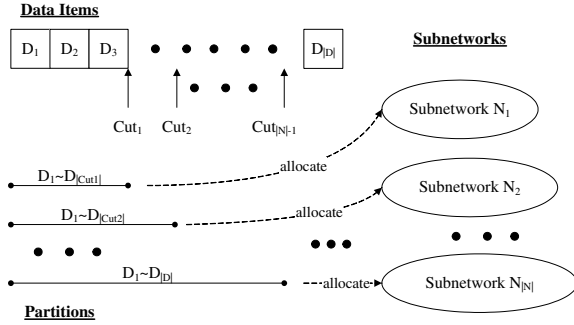 Data Items
Subnetworks
D1 D2 D3 D|D|
Subnetwork N1
Cut1 Cut2 Cut|N|-1
allocate
D1~D|Cut1|
Subnetwork N2
allocate
D1~D|Cut2|
D1~D|D|
allocate
Subnetwork N|N|
Partitions